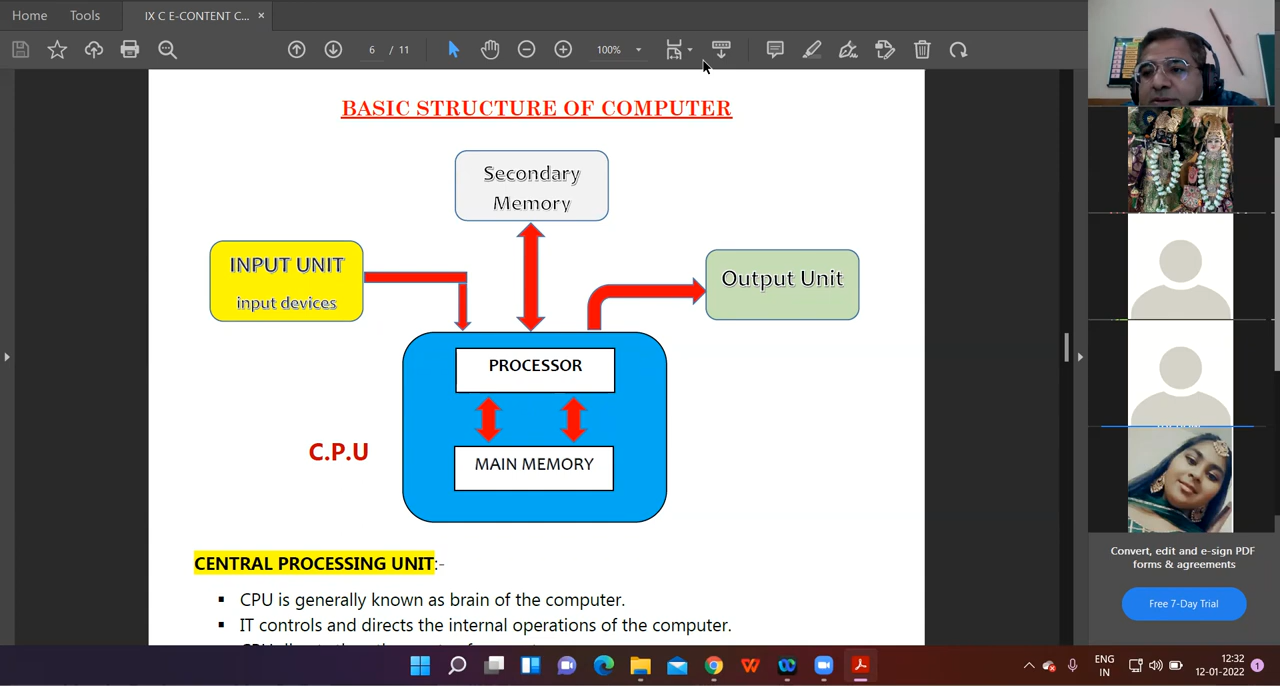 Home Tools IX C E-CONTENT C... ×
6 / 11 100%
BASIC STRUCTURE OF COMPUTER
Secondary
Memory
INPUT UNIT
input devices
Output Unit
PROCESSOR
C.P.U
MAIN MEMORY
CENTRAL PROCESSING UNIT:-
▪ CPU is generally known as brain of the computer.
▪ IT controls and directs the internal operations of the computer.
Convert, edit and e-sign PDF
forms & agreements
Free 7-Day Trial
ENG
IN
12:32
12-01-2022
1